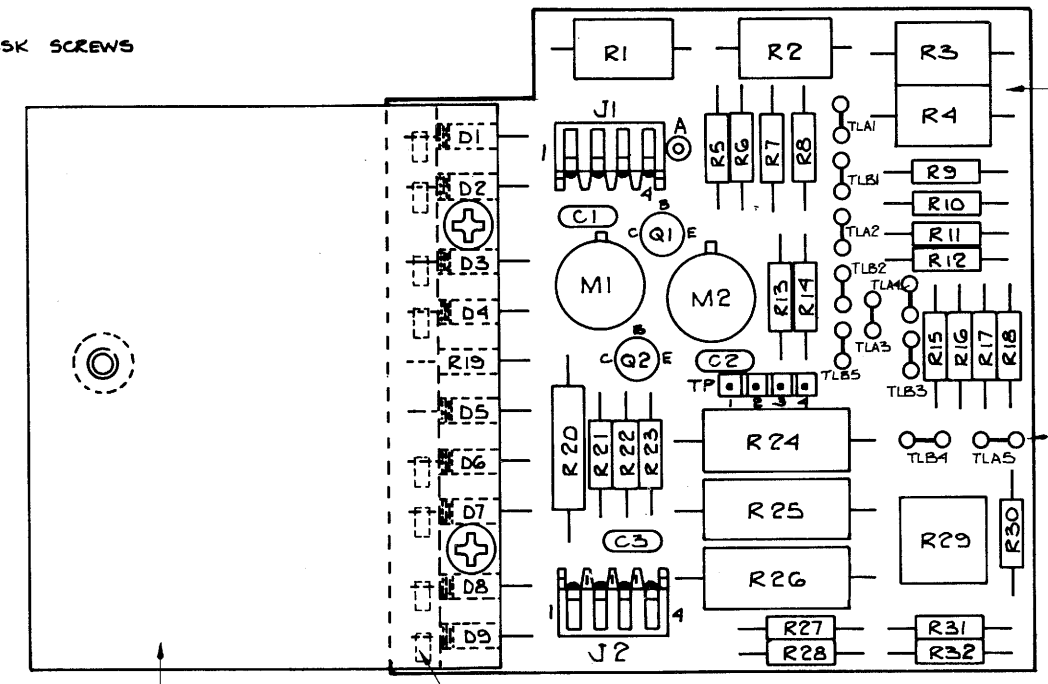 SK SCREWS
R1
R2
R3
R4
J1
1
4
A
R5
R6
R7
R8
TLA1
TLB1
TLA2
TLB2
TLA4
TLA3
TLB5
TLB3
R9
R10
R11
R12
D1
D2
D3
D4
R19
D5
D6
D7
D8
D9
C1
B
C Q1 E
M1
M2
R13
R14
B
C Q2 E
C2
TP
1 2 3 4
R15
R16
R17
R18
R20
R21
R22
R23
R24
TLB4
TLA5
R25
R26
R29
R30
C3
1
4
J2
R27
R28
R31
R32